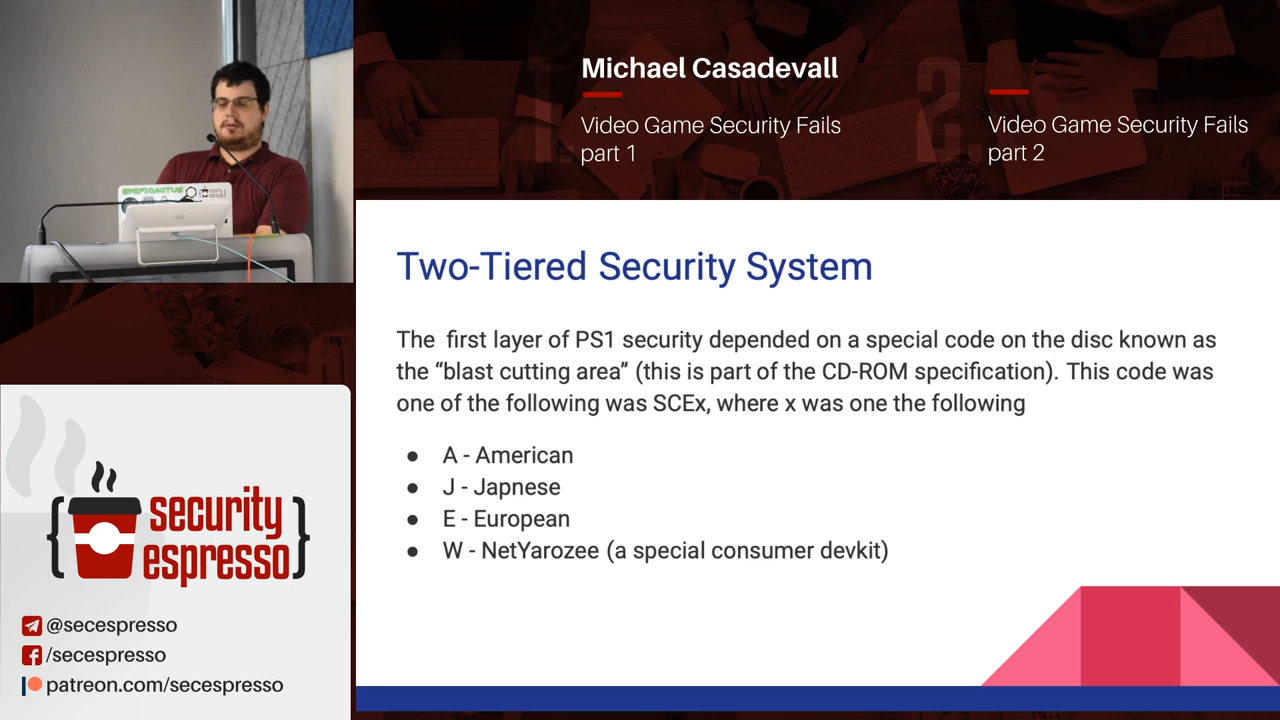 Michael Casadevall
Video Game Security Fails
part 1
Video Game Security Fails
part 2
Two-Tiered Security System
The first layer of PS1 security depended on a special code on the disc known as
the “blast cutting area” (this is part of the CD-ROM specification). This code was
one of the following was SCEx, where x was one the following
● A - American
● J - Japnese
● E - European
● W - NetYarozee (a special consumer devkit)
security
espresso
@secespresso
/secespresso
patreon.com/secespresso